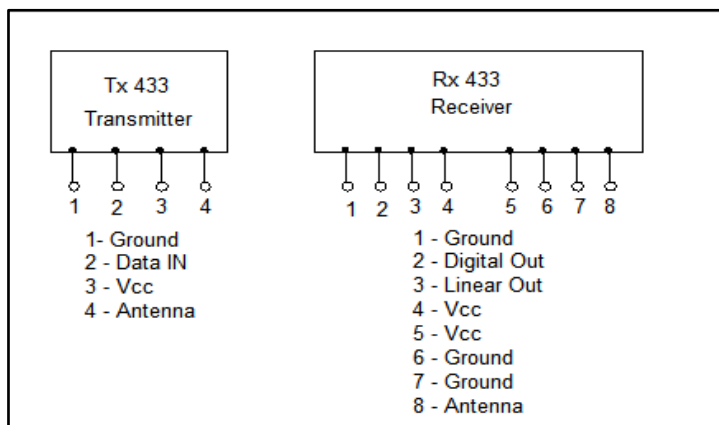 Tx 433
Transmitter
1 2 3 4
1- Ground
2 - Data IN
3 - Vcc
4 - Antenna
Rx 433
Receiver
1 2 3 4 5 6 7 8
1 - Ground
2 - Digital Out
3 - Linear Out
4 - Vcc
5 - Vcc
6 - Ground
7 - Ground
8 - Antenna